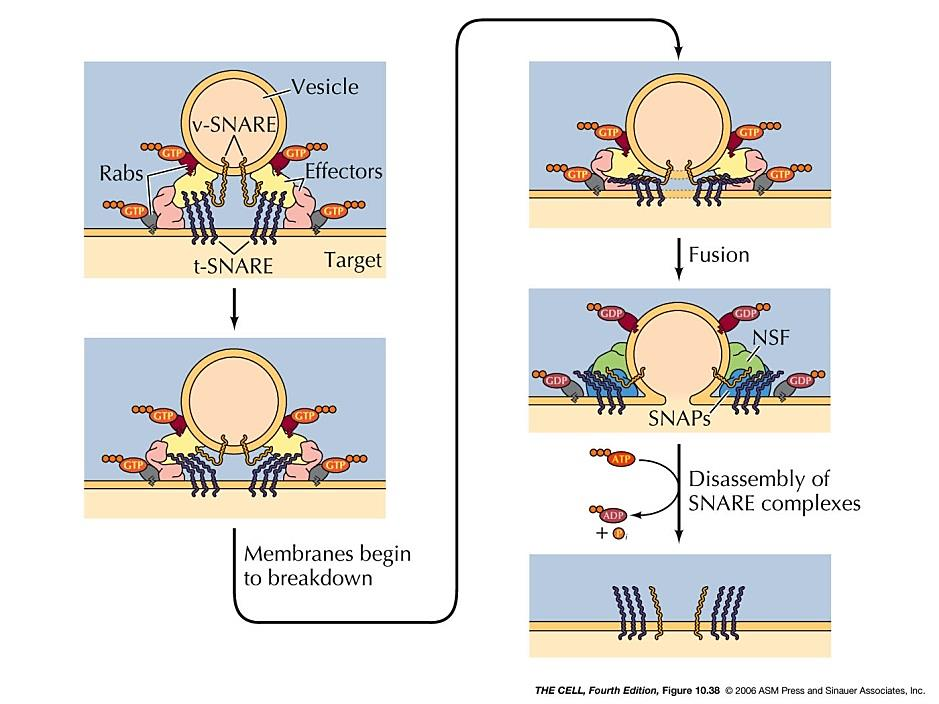 Vesicle
v-SNARE
GTP
GTP
Rabs
Effectors
GTP
GTP
t-SNARE
Target
GTP
GTP
GTP
GTP
Membranes begin
to breakdown
GTP
GTP
GTP
GTP
Fusion
GDP
GDP
NSF
GDP
GDP
SNAPs
ATP
Disassembly of
SNARE complexes
ADP
+ Pi
THE CELL, Fourth Edition, Figure 10.38 © 2006 ASM Press and Sinauer Associates, Inc.